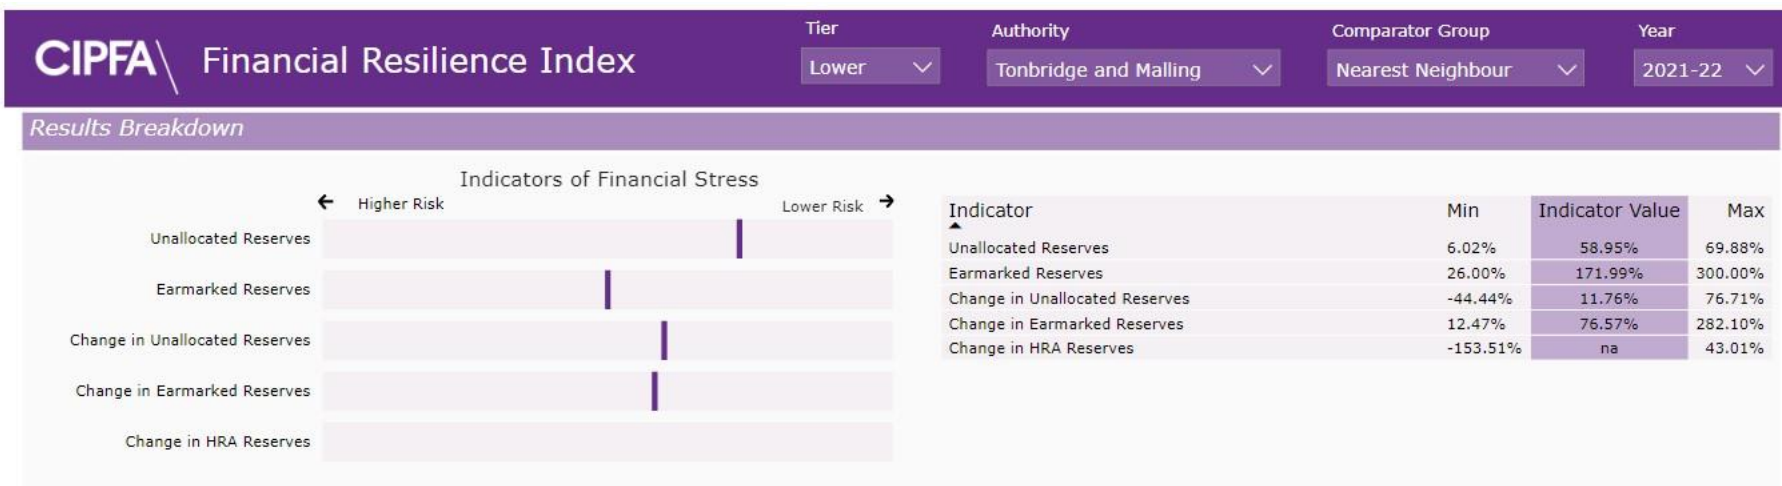 CIPFA Financial Resilience Index
Tier
Lower
Authority
Tonbridge and Malling
Comparator Group
Nearest Neighbour
Year
2021-22
Results Breakdown
Indicators of Financial Stress
← Higher Risk Lower Risk →
Unallocated Reserves
Earmarked Reserves
Change in Unallocated Reserves
Change in Earmarked Reserves
Change in HRA Reserves
Indicator Min Indicator Value Max
Unallocated Reserves 6.02% 58.95% 69.88%
Earmarked Reserves 26.00% 171.99% 300.00%
Change in Unallocated Reserves -44.44% 11.76% 76.71%
Change in Earmarked Reserves 12.47% 76.57% 282.10%
Change in HRA Reserves -153.51% na 43.01%